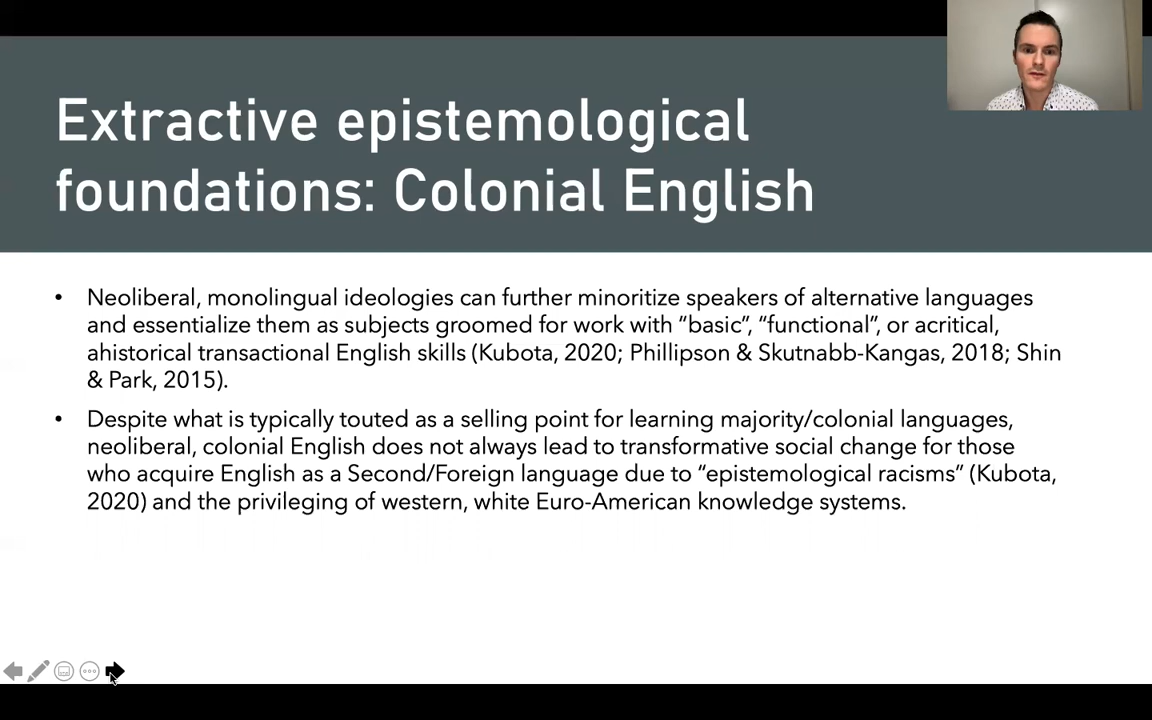 Extractive epistemological
foundations: Colonial English
• Neoliberal, monolingual ideologies can further minoritize speakers of alternative languages
and essentialize them as subjects groomed for work with “basic”, “functional”, or acritical,
ahistorical transactional English skills (Kubota, 2020; Phillipson & Skutnabb-Kangas, 2018; Shin
& Park, 2015).
• Despite what is typically touted as a selling point for learning majority/colonial languages,
neoliberal, colonial English does not always lead to transformative social change for those
who acquire English as a Second/Foreign language due to “epistemological racisms” (Kubota,
2020) and the privileging of western, white Euro-American knowledge systems.